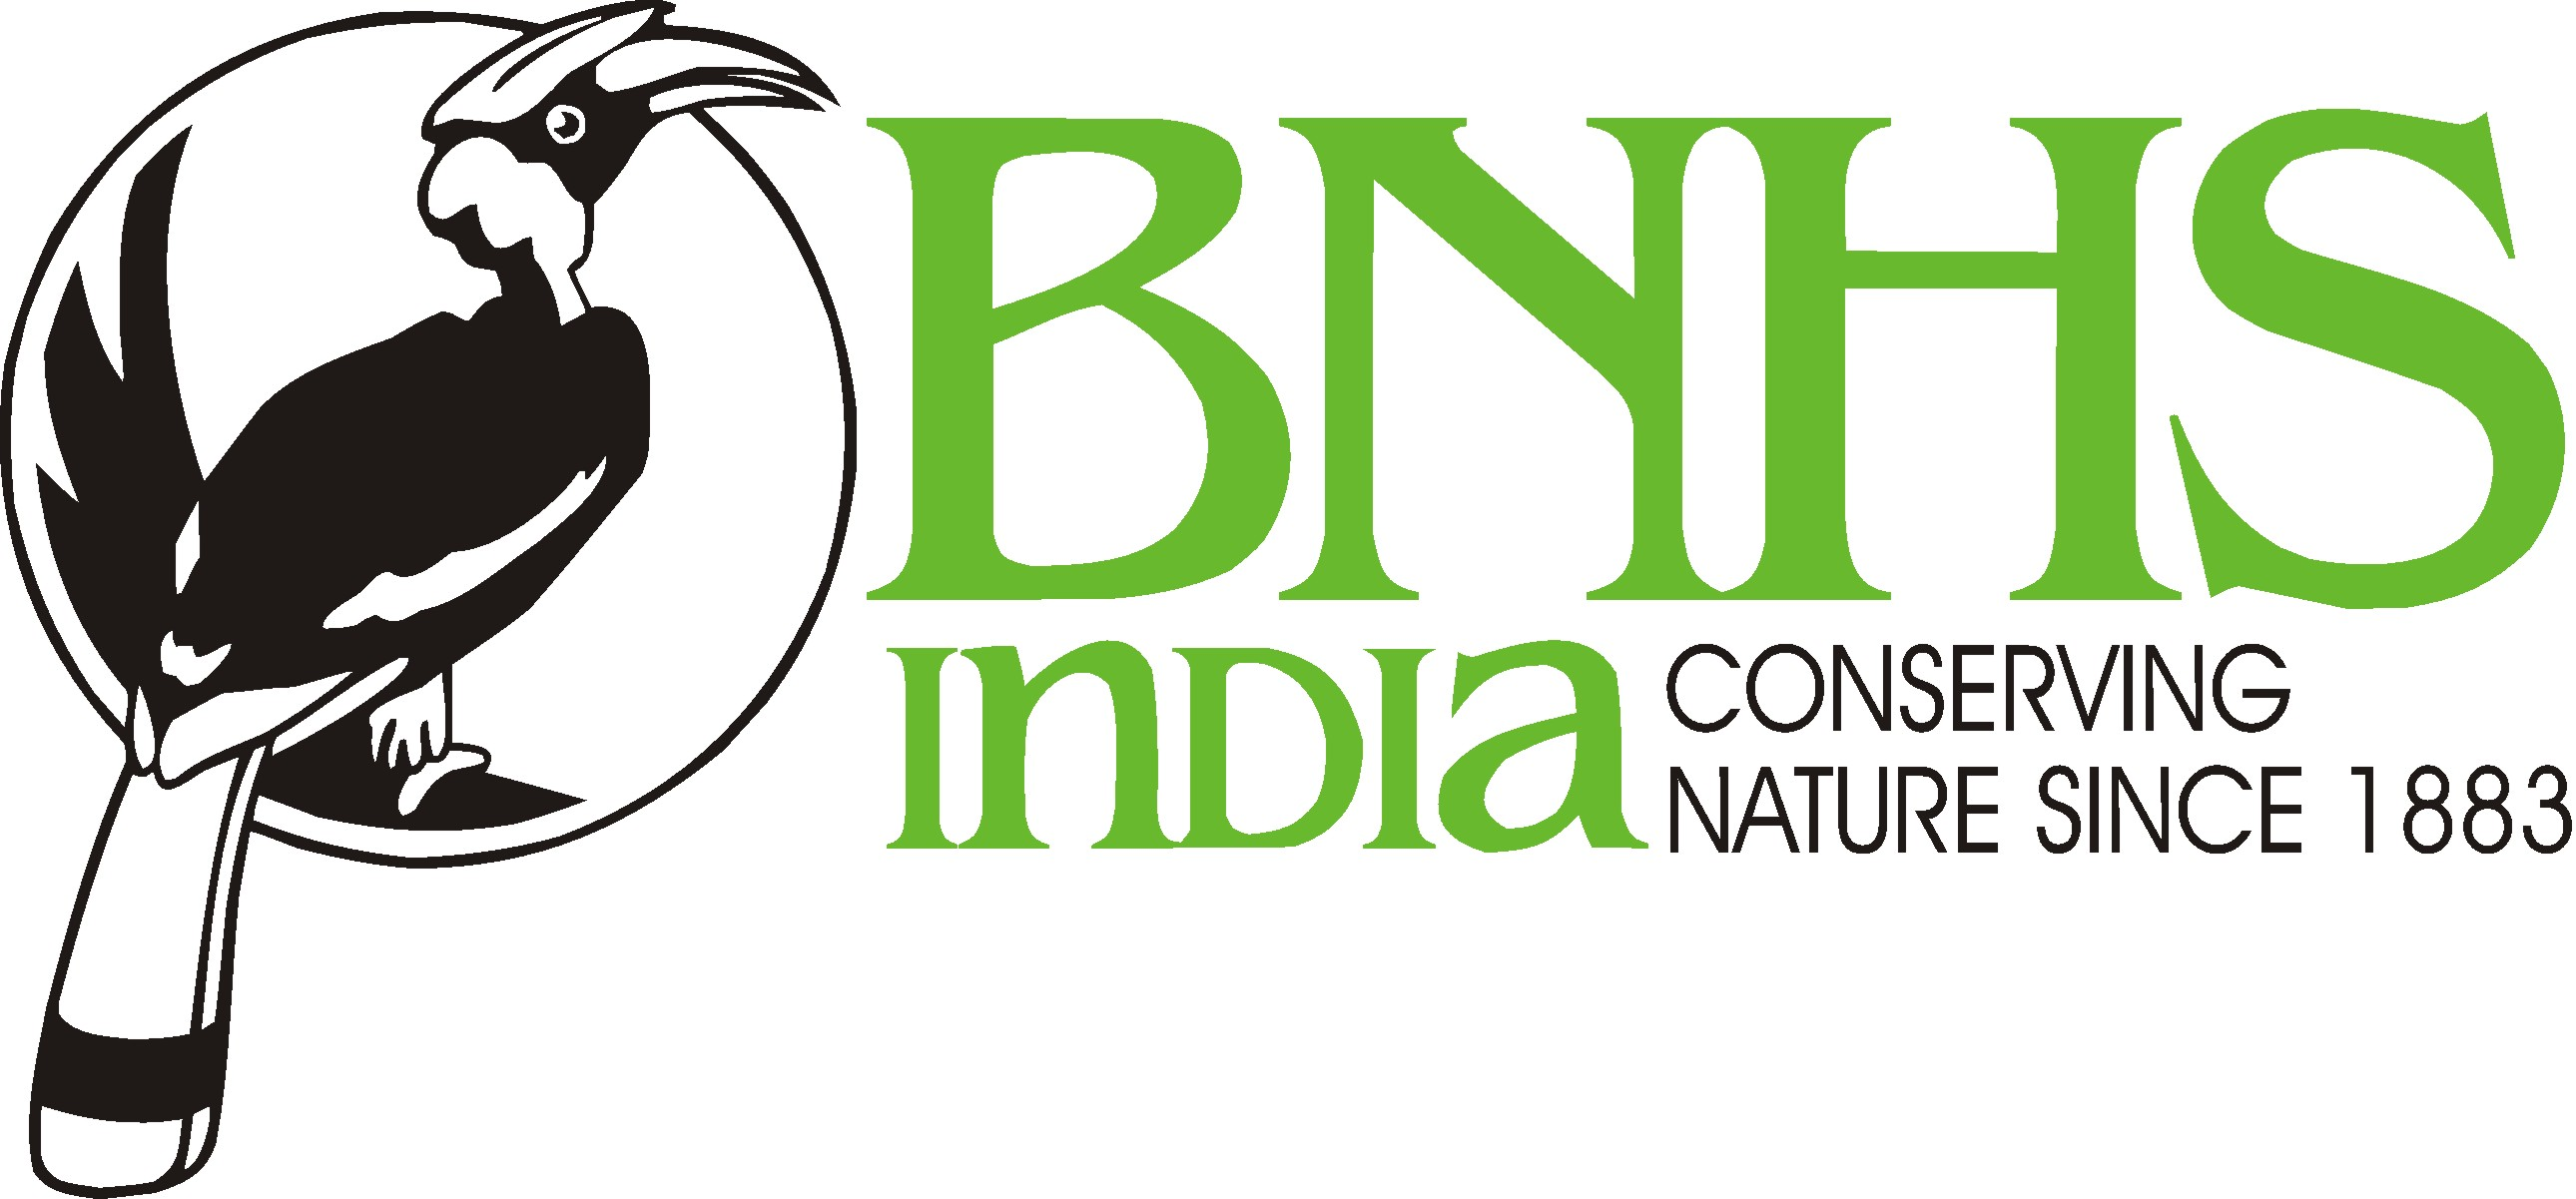 BNHS
INDIA
CONSERVING
NATURE SINCE 1883